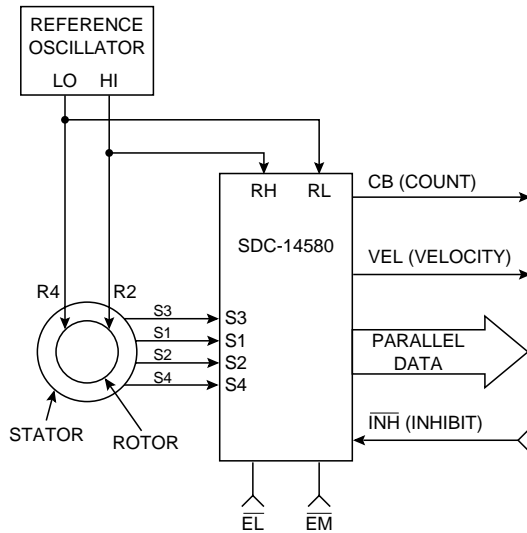 REFERENCE
OSCILLATOR
LO HI
RH RL
CB (COUNT)
SDC-14580
VEL (VELOCITY)
R4 R2
S3 S3
S1 S1
S2 S2
S4 S4
PARALLEL
DATA
STATOR
ROTOR
INH (INHIBIT)
EL EM